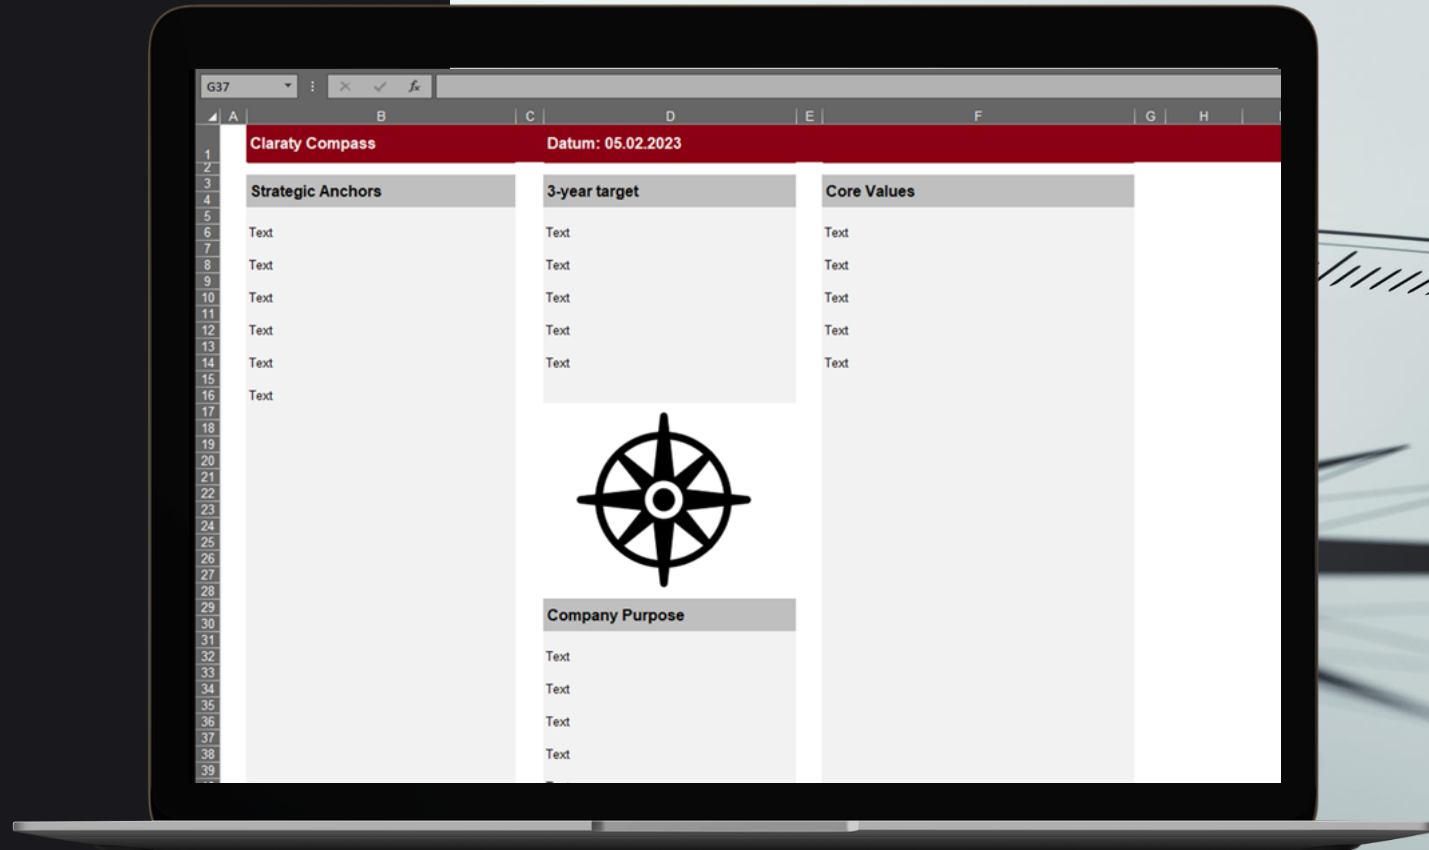 G37
fx
A B C D E F G H
1 Claraty Compass Datum: 05.02.2023
2
3 Strategic Anchors 3-year target Core Values
4
5
6 Text Text Text
7
8 Text Text Text
9
10 Text Text Text
11
12 Text Text Text
13
14 Text Text Text
15
16 Text
17
18
19
20
21
22
23
24
25
26
27
28
29 Company Purpose
30
31
32 Text
33
34 Text
35
36 Text
37
38 Text
39